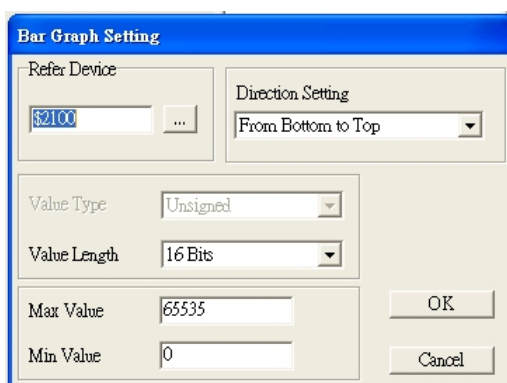 Bar Graph Setting
Refer Device
$2100
...
Direction Setting
From Bottom to Top
Value Type
Unsigned
Value Length
16 Bits
Max Value
65535
Min Value
0
OK
Cancel